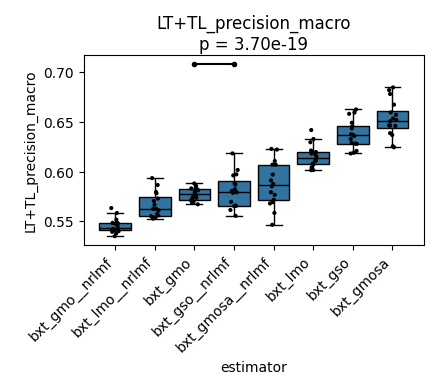 LT+TL_precision_macro
p = 3.70e-19
LT+TL_precision_macro
0.70
0.65
0.60
0.55
bxt_gmo__nrlmf
bxt_lmo__nrlmf
bxt_gmo
bxt_gso__nrlmf
bxt_gmosa__nrlmf
bxt_lmo
bxt_gso
bxt_gmosa
estimator